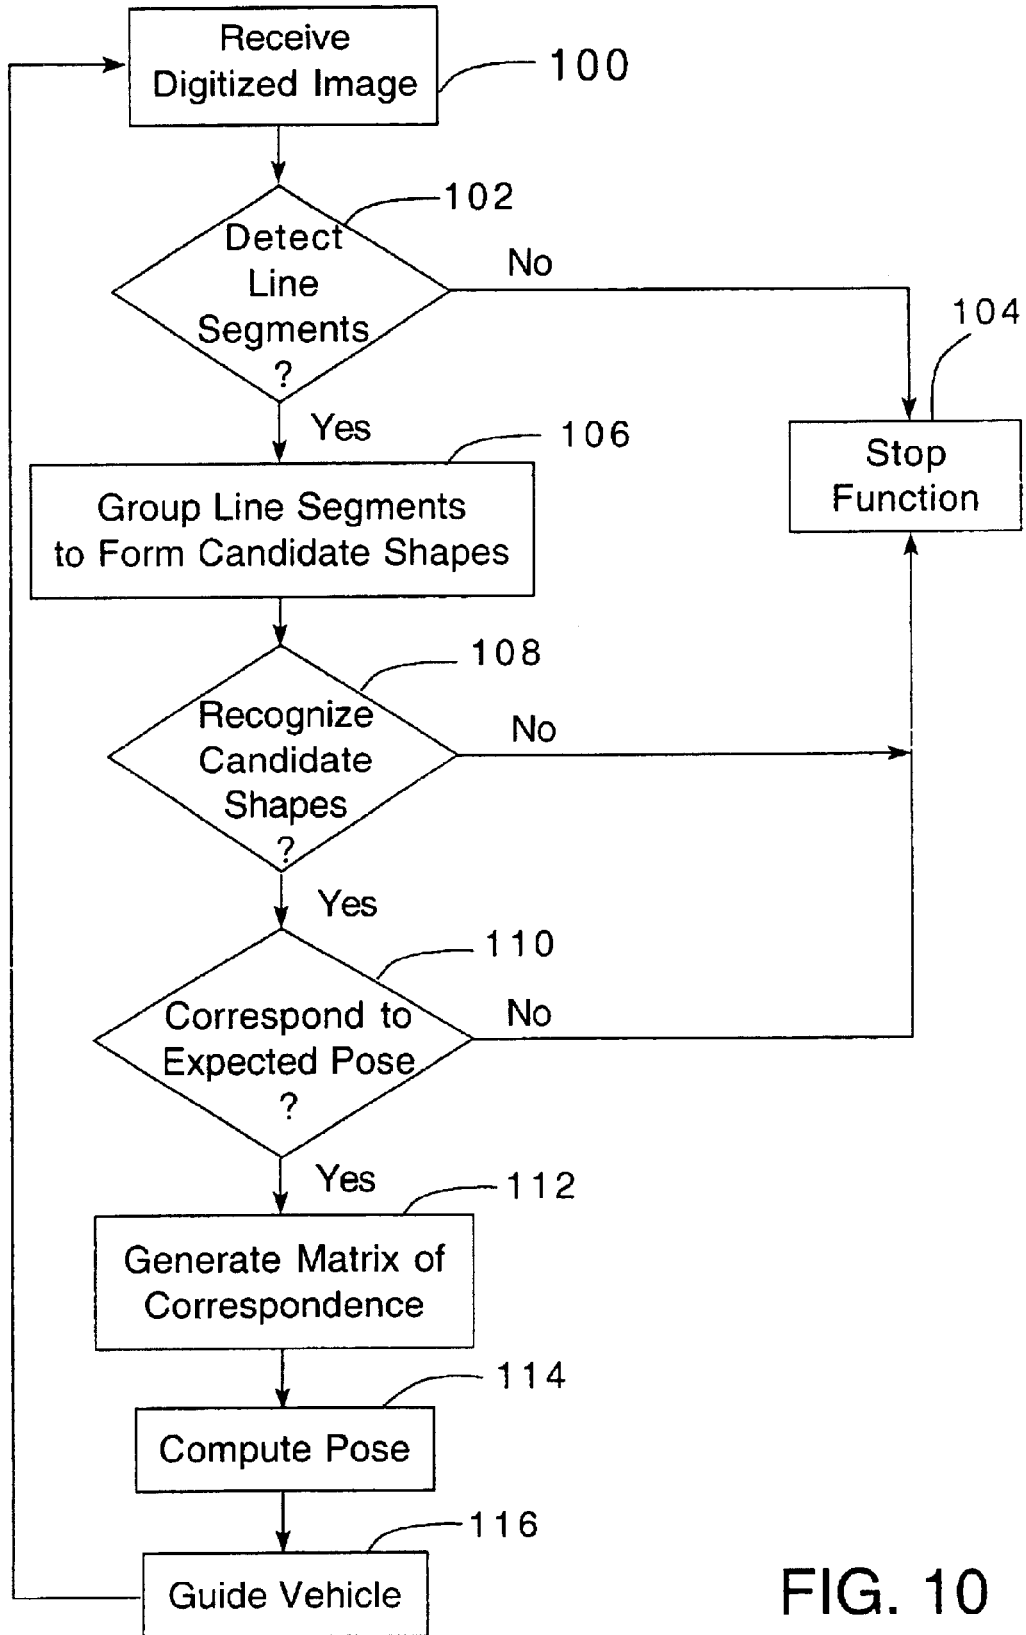 Receive
Digitized Image
100
102
Detect
Line
Segments
?
No
104
Stop
Function
Yes
106
Group Line Segments
to Form Candidate Shapes
108
Recognize
Candidate
Shapes
?
No
Yes
110
Correspond to
Expected Pose
?
No
Yes
112
Generate Matrix of
Correspondence
114
Compute Pose
116
Guide Vehicle
FIG. 10